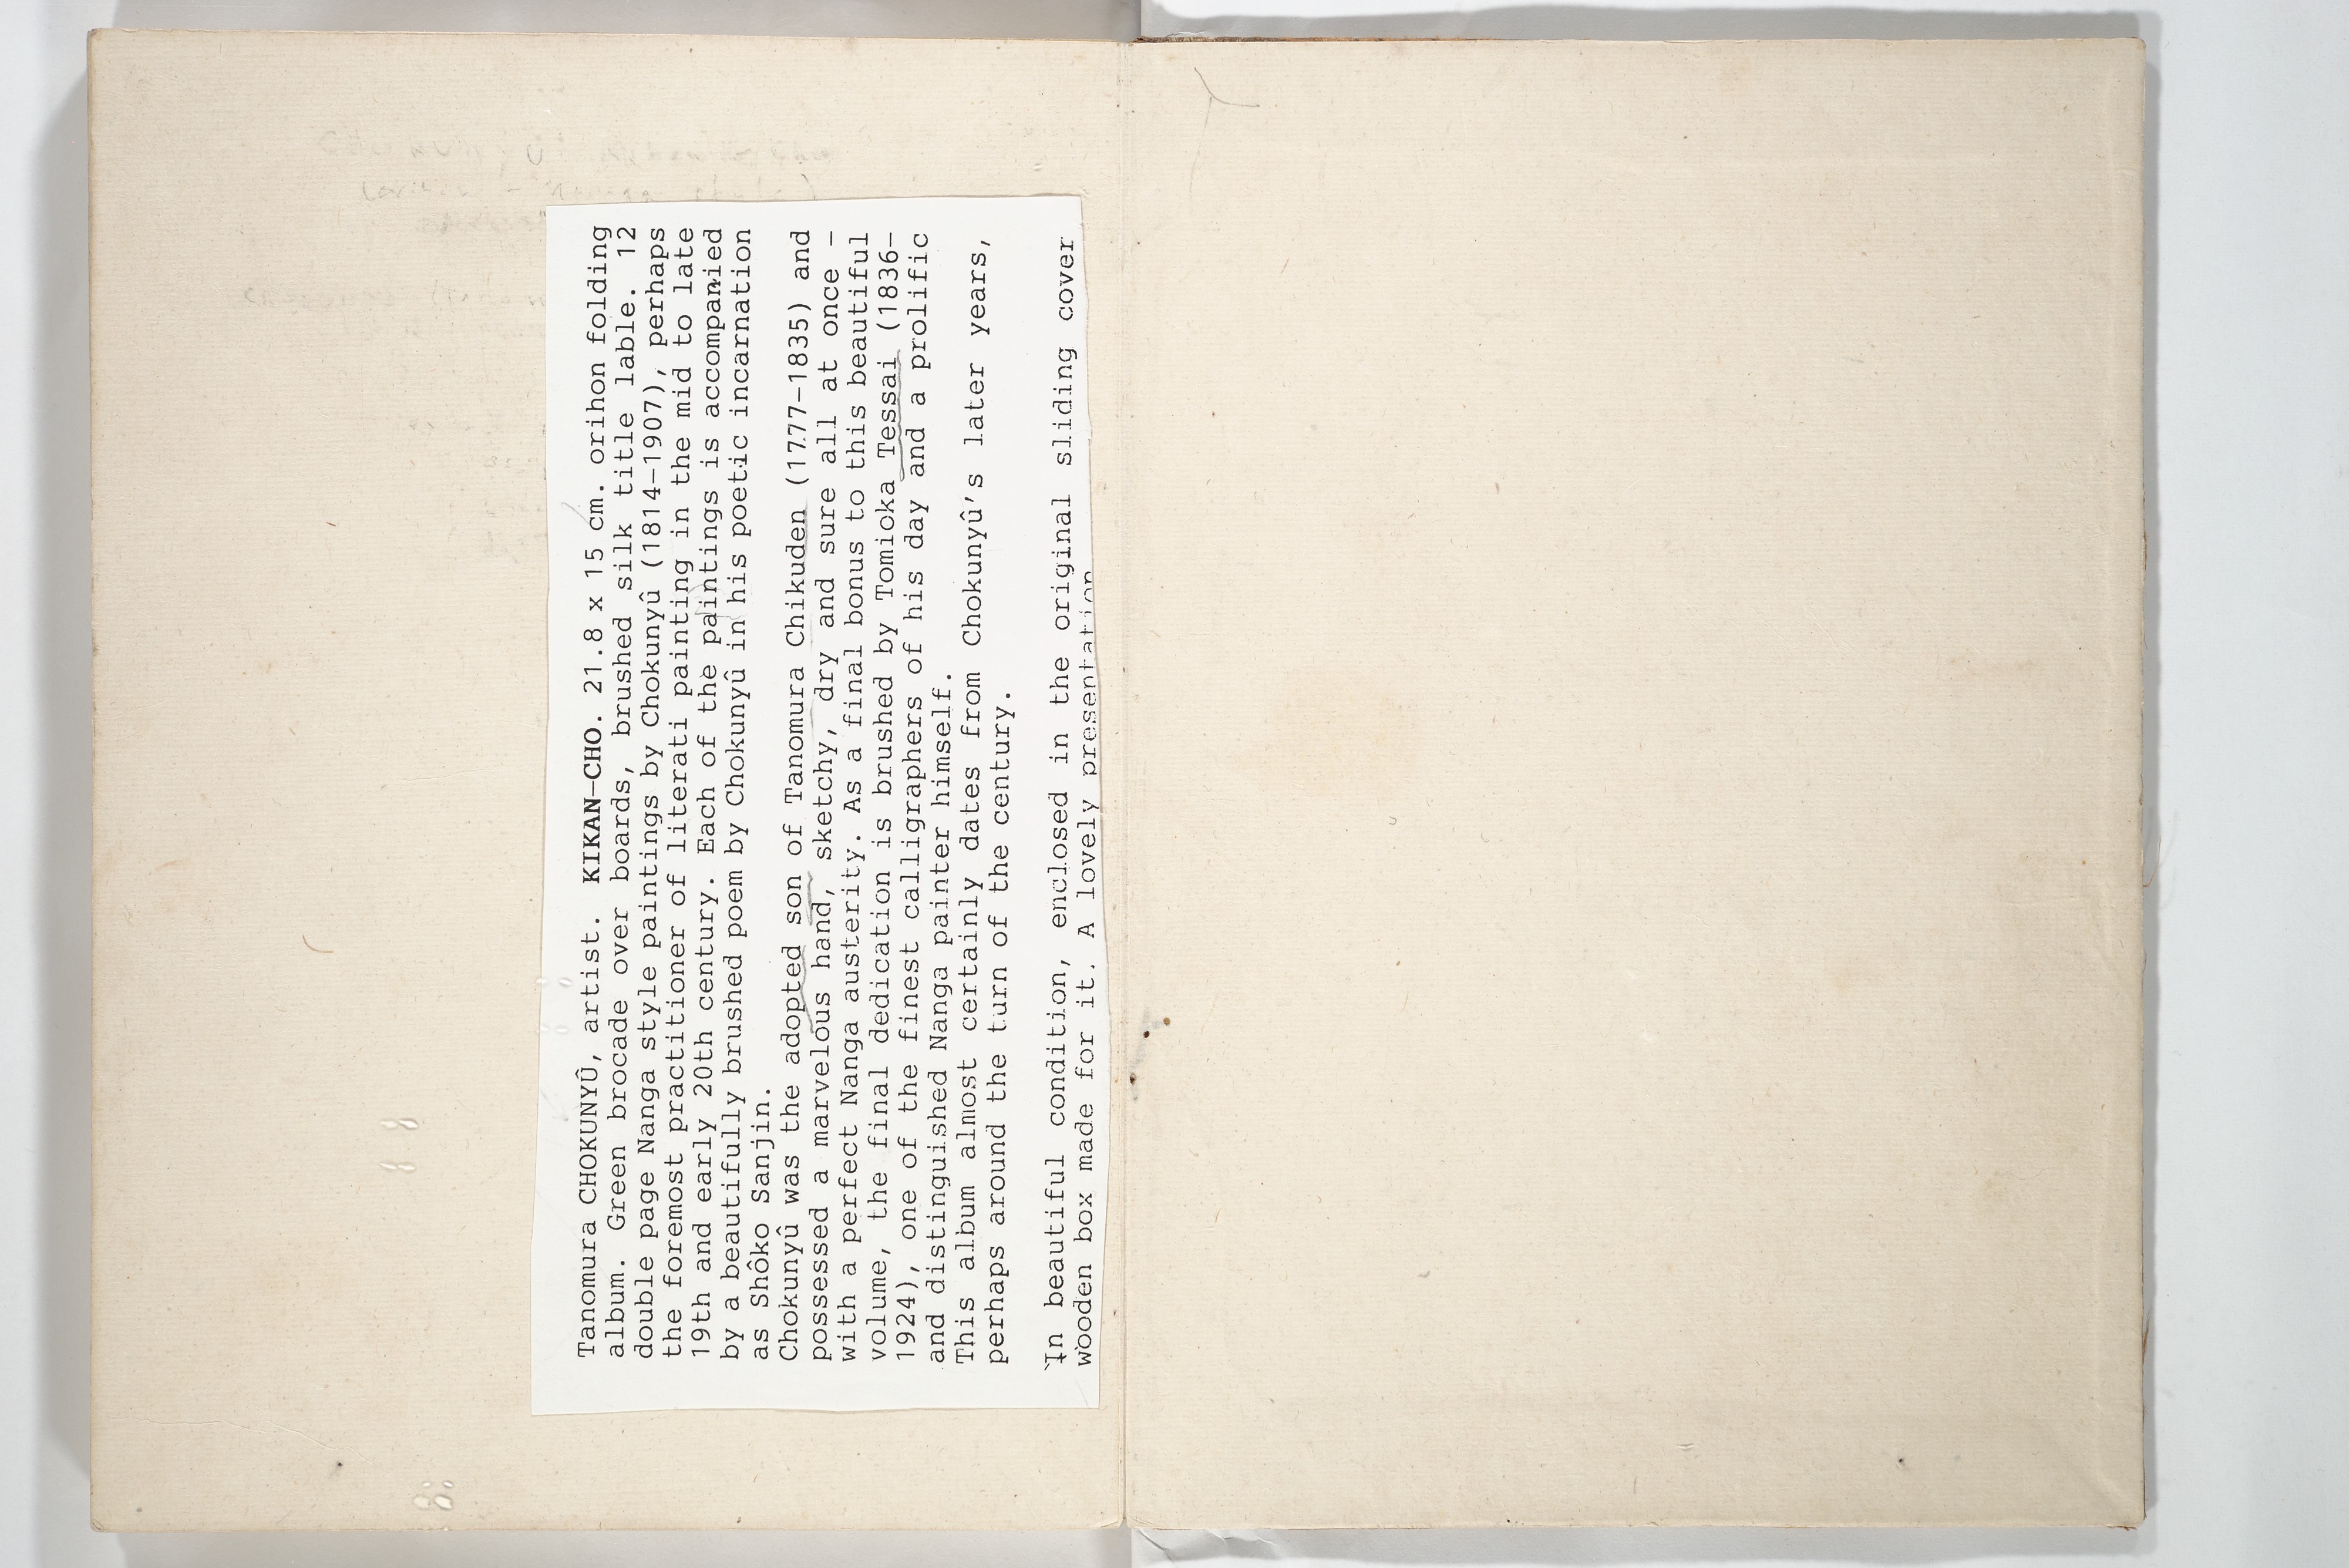 Tanomura CHOKUNYÛ, artist. KIKAN-CHO. 21.8 x 15 cm. orihon folding
album. Green brocade over boards, brushed silk title lable. 12
double page Nanga style paintings by Chokunyû (1814-1907), perhaps
the foremost practitioner of literati painting in the mid to late
19th and early 20th century. Each of the paintings is accompanied
by a beautifully brushed poem by Chokunyû in his poetic incarnation
as Shôko Sanjin.
Chokunyû was the adopted son of Tanomura Chikuden (1777-1835) and
possessed a marvelous hand, sketchy, dry and sure all at once -
with a perfect Nanga austerity. As a final bonus to this beautiful
volume, the final dedication is brushed by Tomioka Tessai (1836-
1924), one of the finest calligraphers of his day and a prolific
and distinguished Nanga painter himself.
This album almost certainly dates from Chokunyû's later years,
perhaps around the turn of the century.
In beautiful condition, enclosed in the original sliding cover
wooden box made for it. A lovely presentation